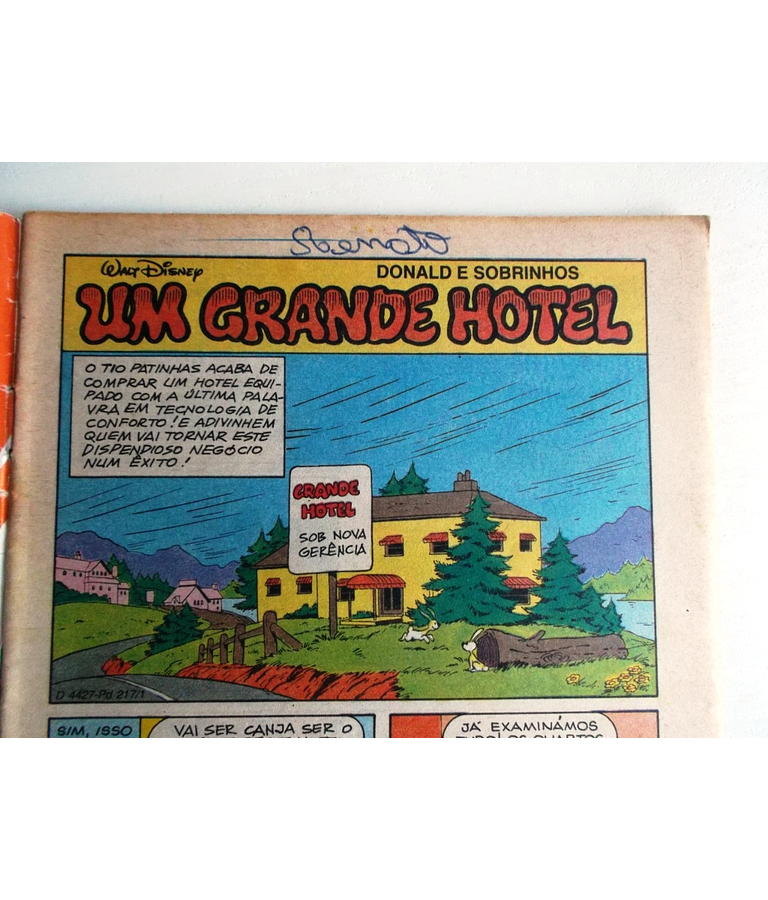 Walt Disney
DONALD E SOBRINHOS
UM GRANDE HOTEL
O TIO PATINHAS ACABA DE
COMPRAR UM HOTEL EQUI-
PADO COM A ÚLTIMA PALA-
VRA EM TECNOLOGIA DE
CONFORTO! E ADIVINHEM
QUEM VAI TORNAR ESTE
DISPENDIOSO NEGÓCIO
NUM ÊXITO!
GRANDE
HOTEL
SOB NOVA
GERÊNCIA
D 4427-Pd 217/1
SIM, ISSO
VAI SER CANJA SER O
JÁ EXAMINÁMOS